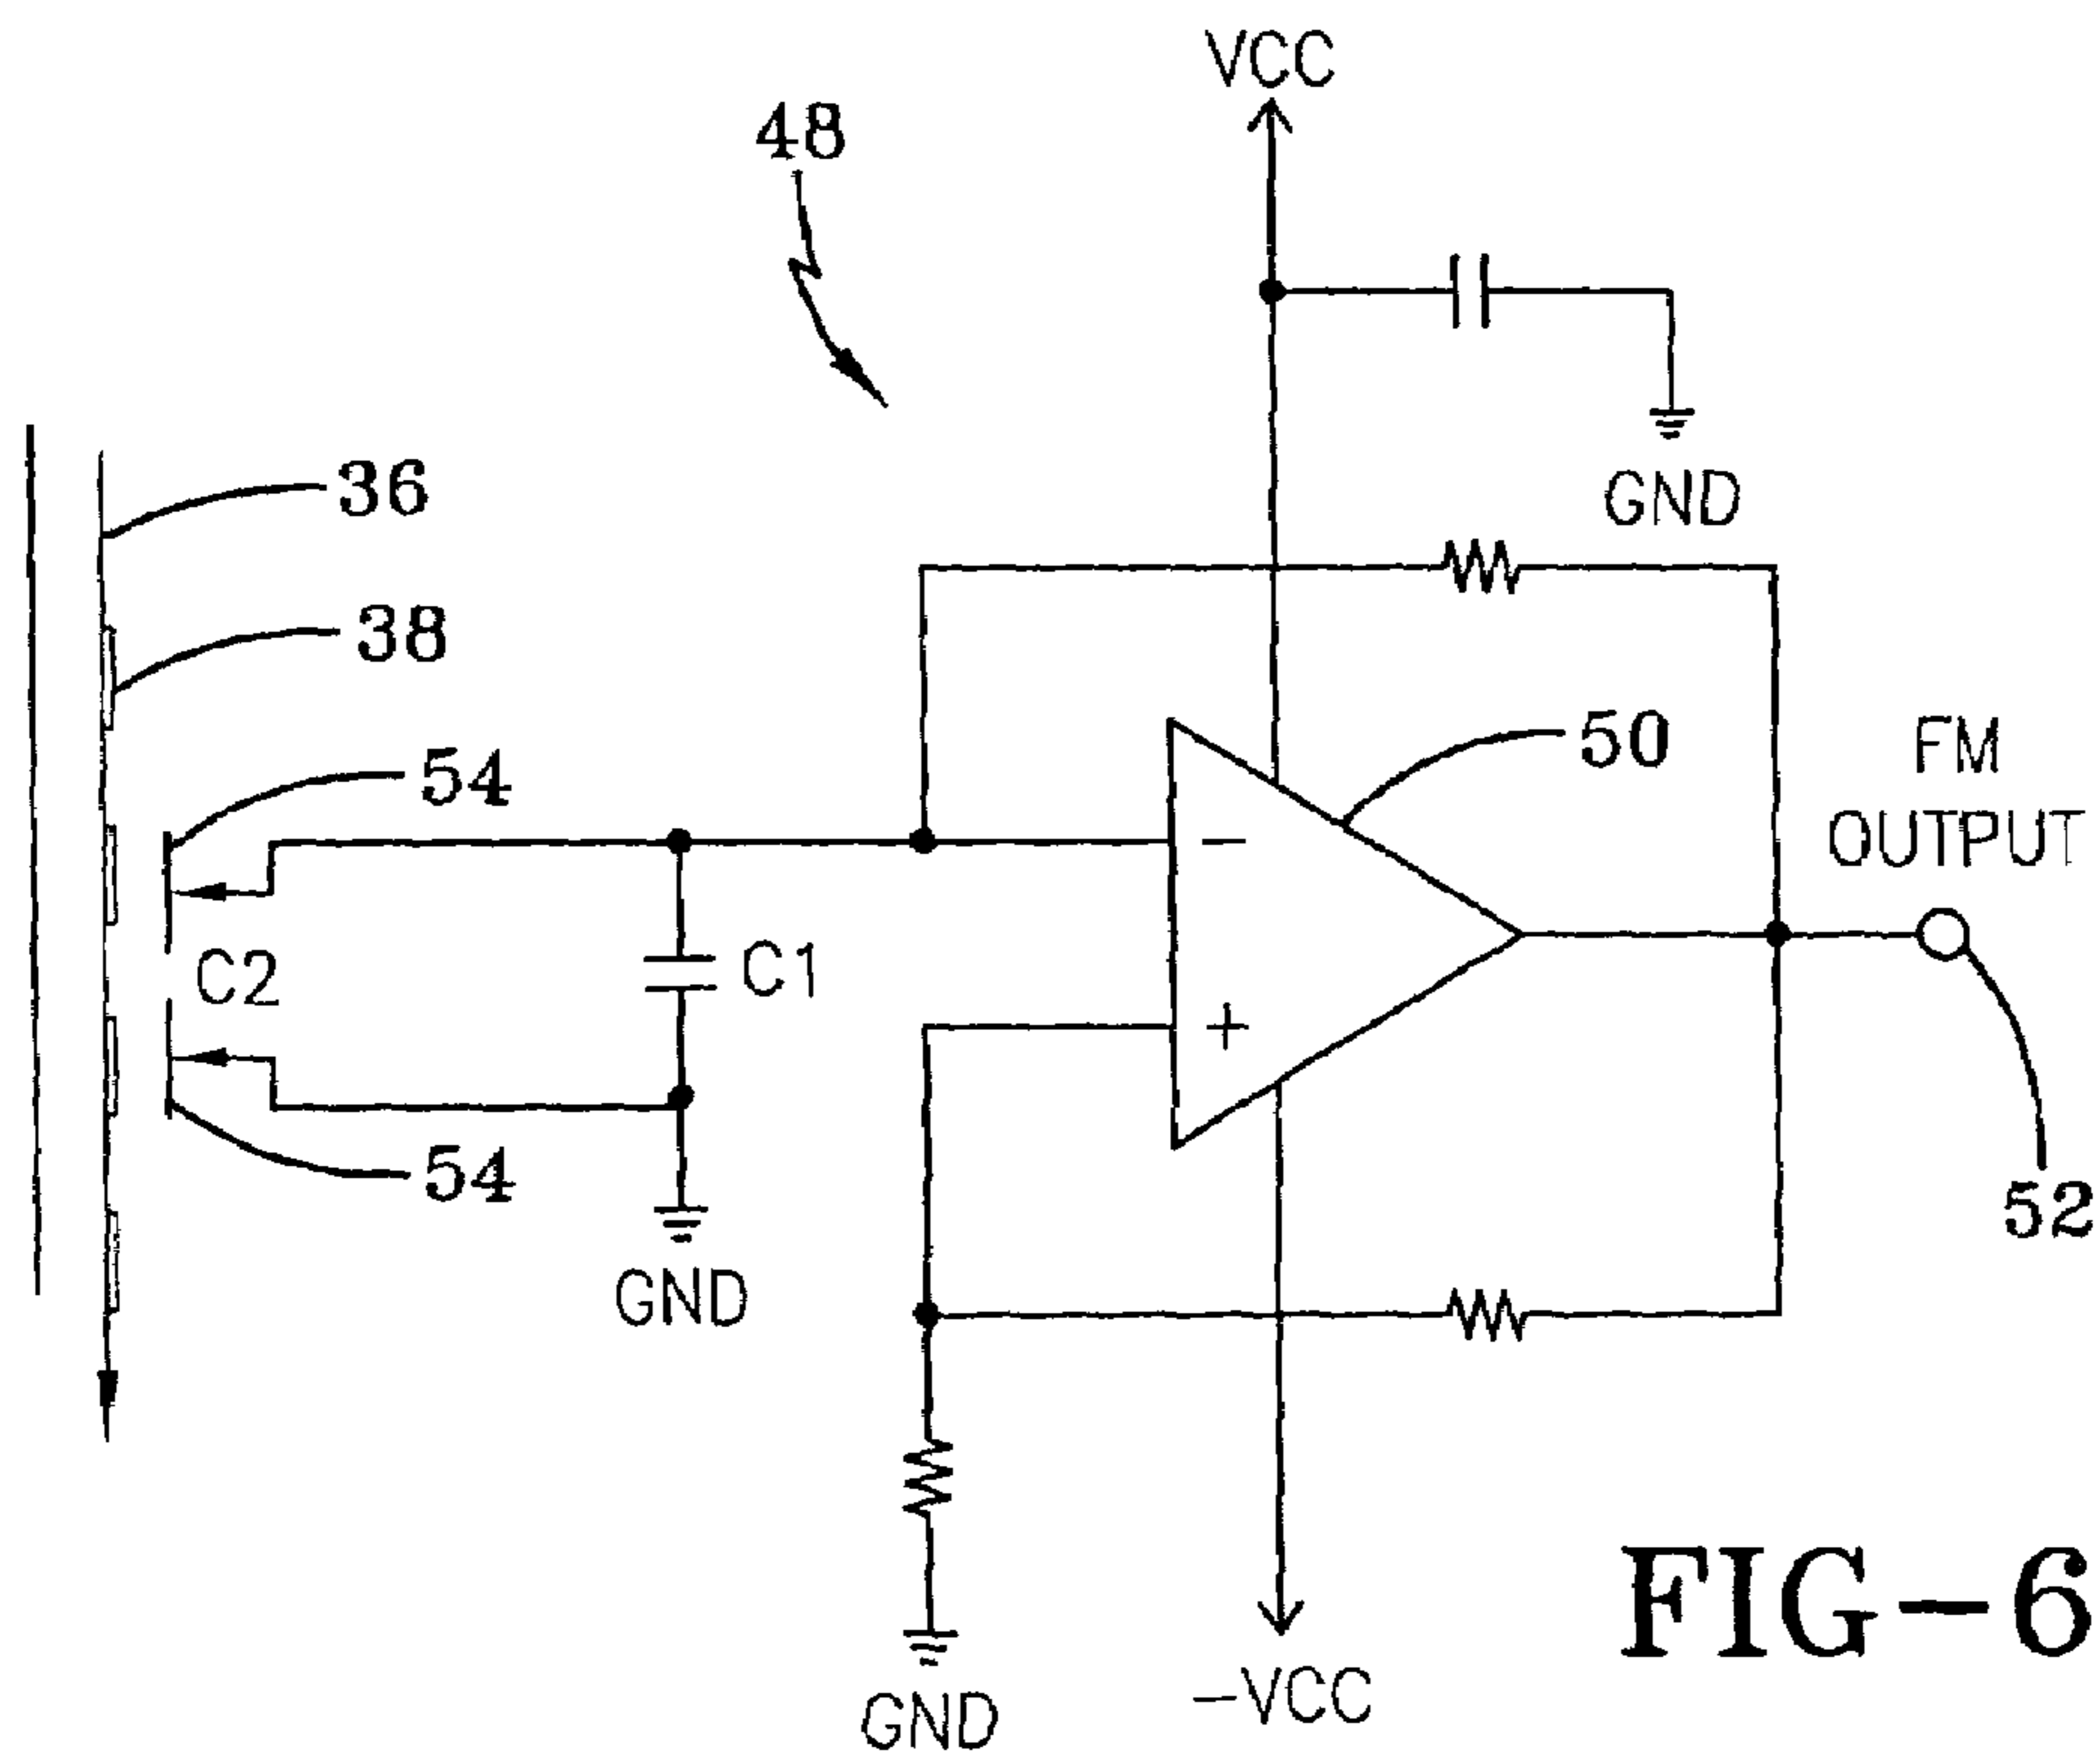 VCC
48
36
GND
38
50
FM
OUTPUT
54
-
C2
C1
+
54
52
GND
FIG-6
-VCC
GND